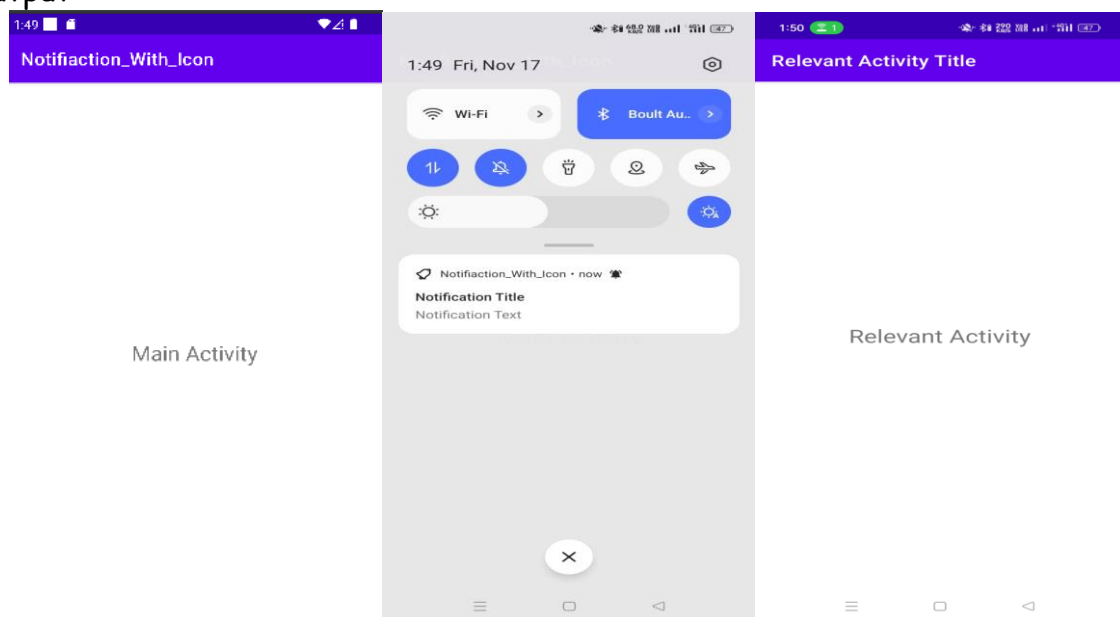 1:49
Notifiaction_With_Icon
Main Activity
1:49 Fri, Nov 17
Wi-Fi
Boult Au..
Notifiaction_With_Icon • now
Notification Title
Notification Text
1:50
1
Relevant Activity Title
Relevant Activity